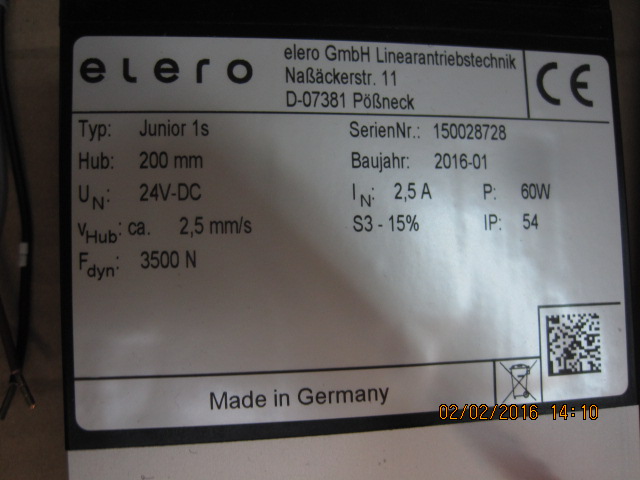 elero
elero GmbH Linearantriebstechnik
Naßäckerstr. 11
D-07381 Pößneck
CE
Typ: Junior 1s SerienNr.: 150028728
Hub: 200 mm Baujahr: 2016-01
UN: 24V-DC IN: 2,5 A P: 60W
vHub: ca. 2,5 mm/s S3 - 15% IP: 54
Fdyn: 3500 N
Made in Germany
02/02/2016 14:10